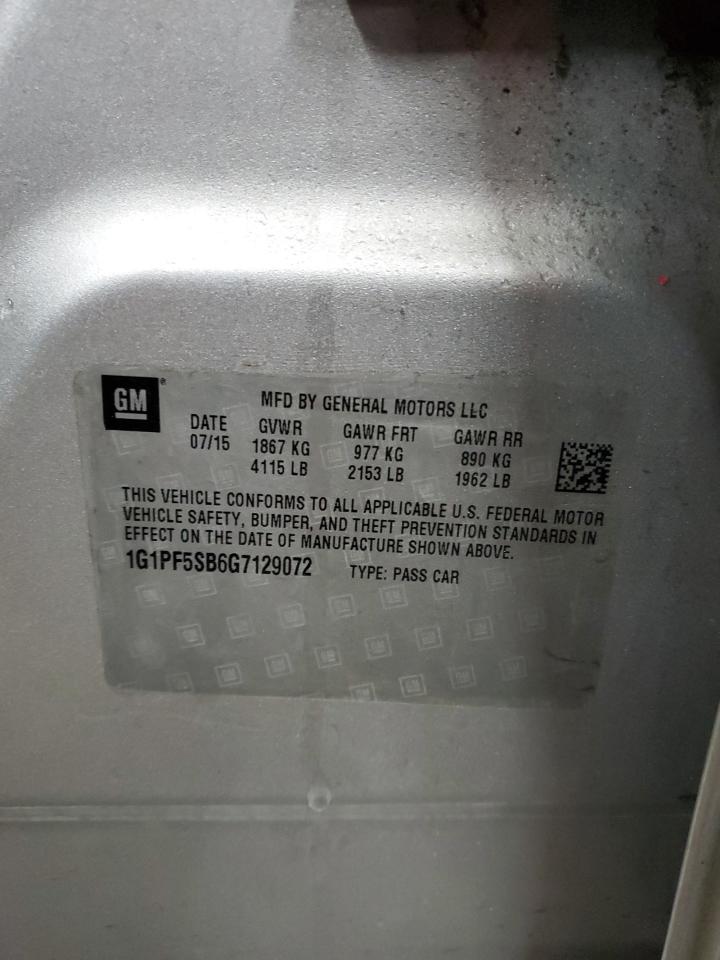 GM®
MFD BY GENERAL MOTORS LLC
DATE GVWR GAWR FRT GAWR RR
07/15 1867 KG 977 KG 890 KG
4115 LB 2153 LB 1962 LB
THIS VEHICLE CONFORMS TO ALL APPLICABLE U.S. FEDERAL MOTOR
VEHICLE SAFETY, BUMPER, AND THEFT PREVENTION STANDARDS IN
EFFECT ON THE DATE OF MANUFACTURE SHOWN ABOVE.
1G1PF5SB6G7129072 TYPE: PASS CAR